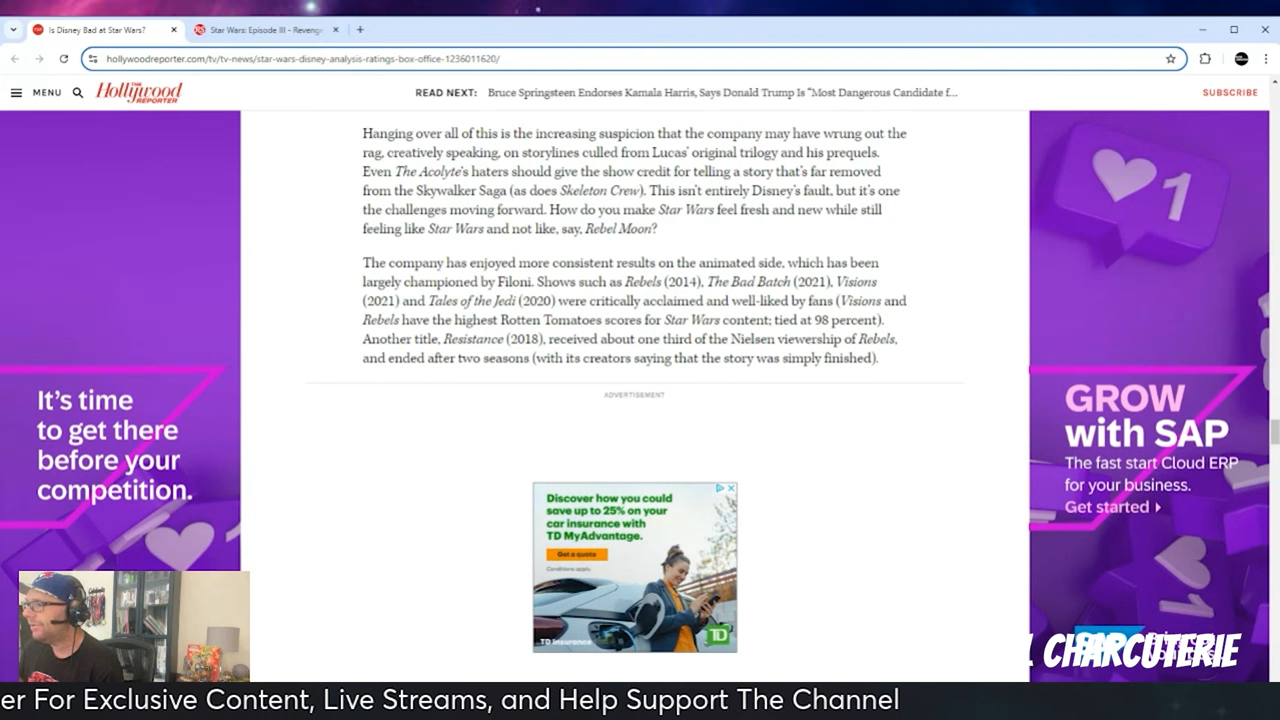 Is Disney Bad at Star Wars?
Star Wars: Episode III - Reveng
hollywoodreporter.com/tv/tv-news/star-wars-disney-analysis-ratings-box-office-1236011620/
MENU
THE
Hollywood
REPORTER
READ NEXT: Bruce Springsteen Endorses Kamala Harris, Says Donald Trump Is “Most Dangerous Candidate f...
SUBSCRIBE
Hanging over all of this is the increasing suspicion that the company may have wrung out the
rag, creatively speaking, on storylines culled from Lucas’ original trilogy and his prequels.
Even The Acolyte’s haters should give the show credit for telling a story that’s far removed
from the Skywalker Saga (as does Skeleton Crew). This isn’t entirely Disney’s fault, but it’s one
the challenges moving forward. How do you make Star Wars feel fresh and new while still
feeling like Star Wars and not like, say, Rebel Moon?
The company has enjoyed more consistent results on the animated side, which has been
largely championed by Filoni. Shows such as Rebels (2014), The Bad Batch (2021), Visions
(2021) and Tales of the Jedi (2020) were critically acclaimed and well-liked by fans (Visions and
Rebels have the highest Rotten Tomatoes scores for Star Wars content; tied at 98 percent).
Another title, Resistance (2018), received about one third of the Nielsen viewership of Rebels,
and ended after two seasons (with its creators saying that the story was simply finished).
ADVERTISEMENT
It’s time
to get there
before your
competition.
1
GROW
with SAP
The fast start Cloud ERP
for your business.
Get started
Discover how you could
save up to 25% on your
car insurance with
TD MyAdvantage.
Get a quote
Conditions apply.
TD Insurance
TD
L CHARCUTERIE
er For Exclusive Content, Live Streams, and Help Support The Channel